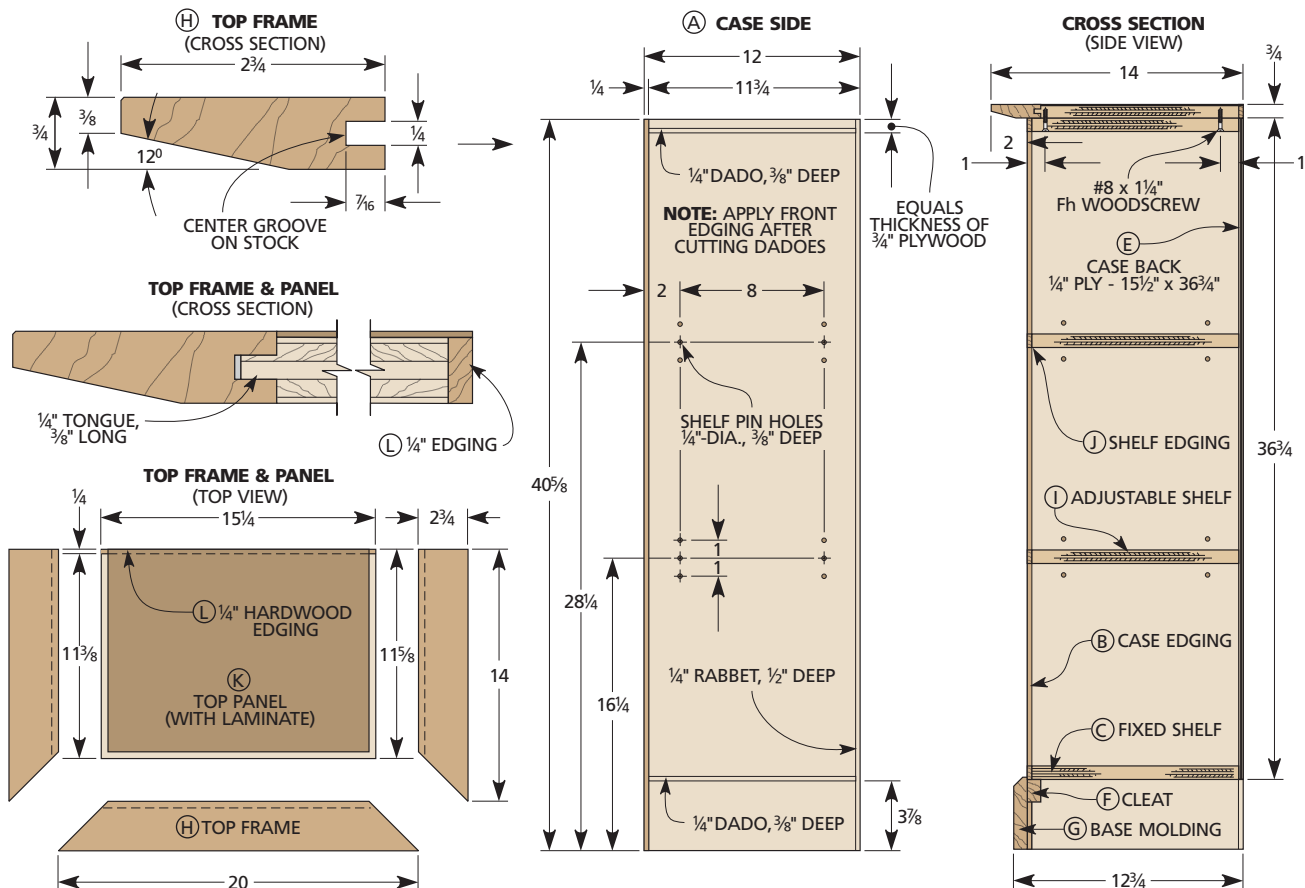 Ⓗ TOP FRAME
(CROSS SECTION)
2¾
¾
⅜
12⁰
¼
7⁄16
CENTER GROOVE
ON STOCK
TOP FRAME & PANEL
(CROSS SECTION)
¼" TONGUE,
⅜" LONG
Ⓛ ¼" EDGING
TOP FRAME & PANEL
(TOP VIEW)
¼
15¼
2¾
Ⓛ ¼" HARDWOOD
EDGING
11⅜
11⅝
14
Ⓚ
TOP PANEL
(WITH LAMINATE)
Ⓗ TOP FRAME
20
Ⓐ CASE SIDE
12
¼
11¾
¼" DADO, ⅜" DEEP
NOTE: APPLY FRONT
EDGING AFTER
CUTTING DADOES
EQUALS
THICKNESS OF
¾" PLYWOOD
2
8
SHELF PIN HOLES
¼"-DIA., ⅜" DEEP
40⅝
28¼
1
1
16¼
¼" RABBET, ½" DEEP
¼" DADO, ⅜" DEEP
3⅞
CROSS SECTION
(SIDE VIEW)
14
¾
2
1
1
#8 x 1¼"
Fh WOODSCREW
Ⓔ
CASE BACK
¼" PLY - 15½" x 36¾"
Ⓙ SHELF EDGING
36¾
Ⓘ ADJUSTABLE SHELF
Ⓑ CASE EDGING
Ⓒ FIXED SHELF
Ⓕ CLEAT
Ⓖ BASE MOLDING
12¾